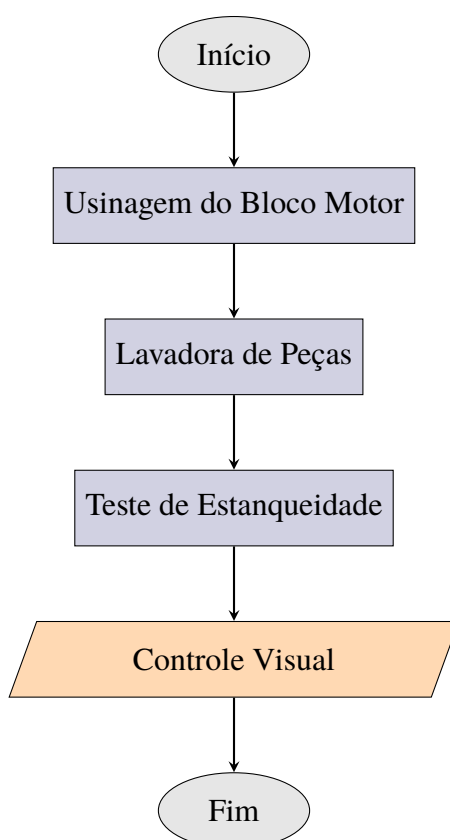 Início
Usinagem do Bloco Motor
Lavadora de Peças
Teste de Estanqueidade
Controle Visual
Fim